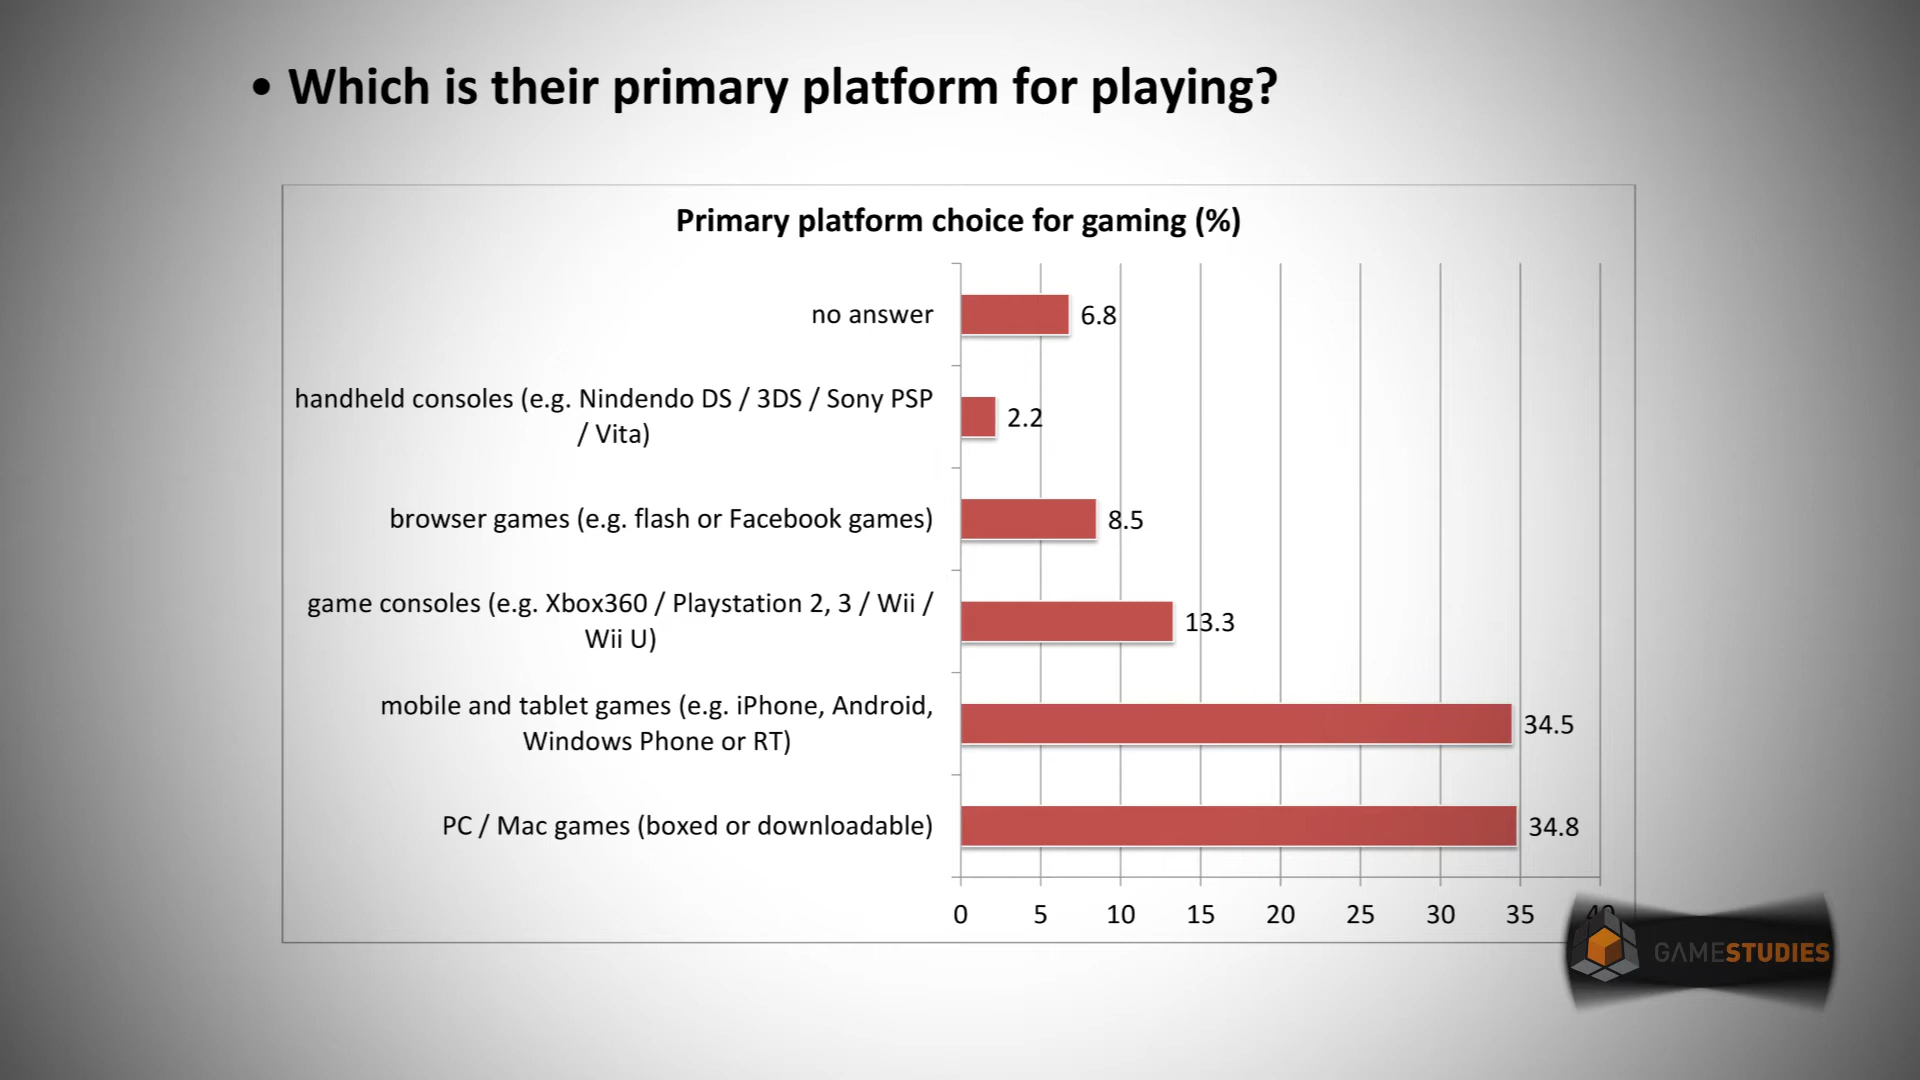 • Which is their primary platform for playing?
Primary platform choice for gaming (%)
no answer
6.8
handheld consoles (e.g. Nindendo DS / 3DS / Sony PSP
/ Vita)
2.2
browser games (e.g. flash or Facebook games)
8.5
game consoles (e.g. Xbox360 / Playstation 2, 3 / Wii /
Wii U)
13.3
mobile and tablet games (e.g. iPhone, Android,
Windows Phone or RT)
34.5
PC / Mac games (boxed or downloadable)
34.8
0 5 10 15 20 25 30 35 40
GAMESTUDIES